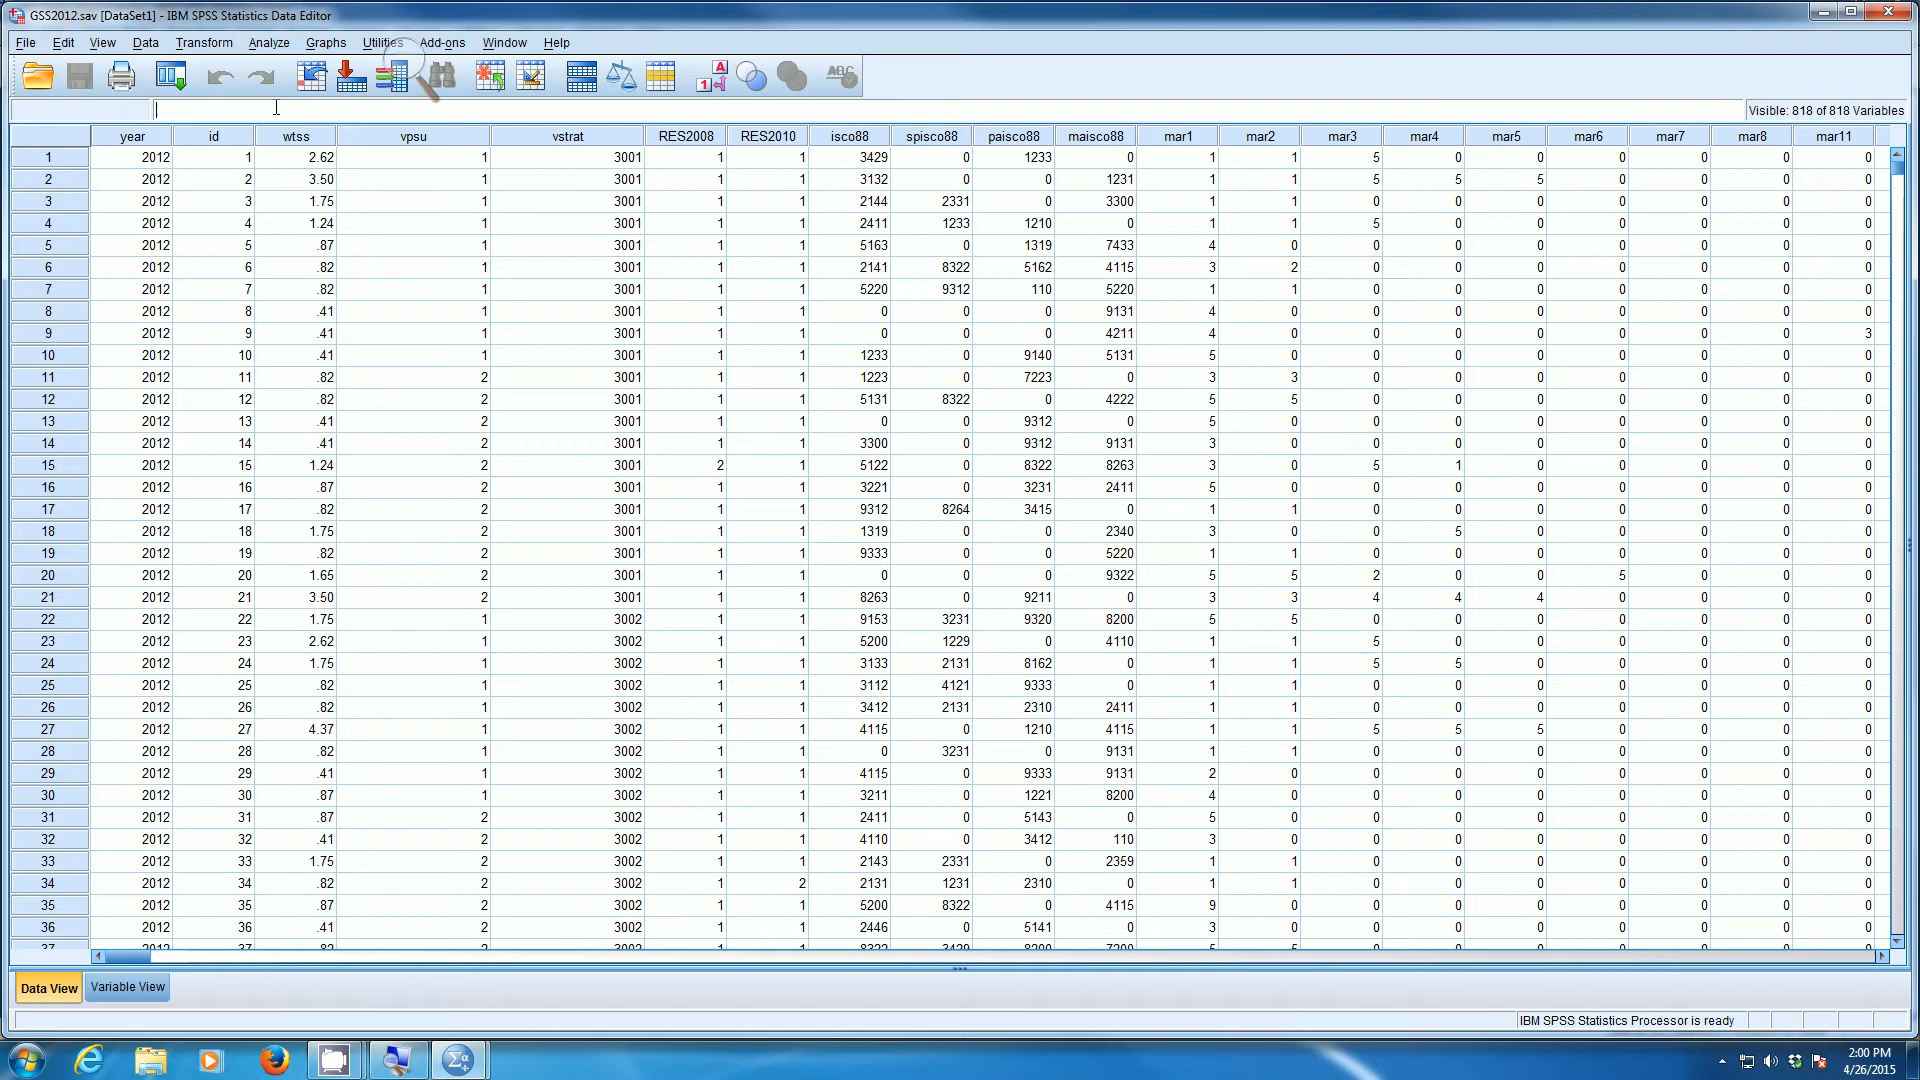 GSS2012.sav [DataSet1] - IBM SPSS Statistics Data Editor
File Edit View Data Transform Analyze Graphs Utilities Add-ons Window Help
Visible: 818 of 818 Variables
year id wtss vpsu vstrat RES2008 RES2010 isco88 spisco88 paisco88 maisco88 mar1 mar2 mar3 mar4 mar5 mar6 mar7 mar8 mar11
1 2012 1 2.62 1 3001 1 1 3429 0 1233 0 1 1 5 0 0 0 0 0 0
2 2012 2 3.50 1 3001 1 1 3132 0 0 1231 1 1 5 5 5 0 0 0 0
3 2012 3 1.75 1 3001 1 1 2144 2331 0 3300 1 1 0 0 0 0 0 0 0
4 2012 4 1.24 1 3001 1 1 2411 1233 1210 0 1 1 5 0 0 0 0 0 0
5 2012 5 .87 1 3001 1 1 5163 0 1319 7433 4 0 0 0 0 0 0 0 0
6 2012 6 .82 1 3001 1 1 2141 8322 5162 4115 3 2 0 0 0 0 0 0 0
7 2012 7 .82 1 3001 1 1 5220 9312 110 5220 1 1 0 0 0 0 0 0 0
8 2012 8 .41 1 3001 1 1 0 0 0 9131 4 0 0 0 0 0 0 0 0
9 2012 9 .41 1 3001 1 1 0 0 0 4211 4 0 0 0 0 0 0 0 3
10 2012 10 .41 1 3001 1 1 1233 0 9140 5131 5 0 0 0 0 0 0 0 0
11 2012 11 .82 2 3001 1 1 1223 0 7223 0 3 3 0 0 0 0 0 0 0
12 2012 12 .82 2 3001 1 1 5131 8322 0 4222 5 5 0 0 0 0 0 0 0
13 2012 13 .41 2 3001 1 1 0 0 9312 0 5 0 0 0 0 0 0 0 0
14 2012 14 .41 2 3001 1 1 3300 0 9312 9131 3 0 0 0 0 0 0 0 0
15 2012 15 1.24 2 3001 2 1 5122 0 8322 8263 3 0 5 1 0 0 0 0 0
16 2012 16 .87 2 3001 1 1 3221 0 3231 2411 5 0 0 0 0 0 0 0 0
17 2012 17 .82 2 3001 1 1 9312 8264 3415 0 1 1 0 0 0 0 0 0 0
18 2012 18 1.75 2 3001 1 1 1319 0 0 2340 3 0 0 5 0 0 0 0 0
19 2012 19 .82 2 3001 1 1 9333 0 0 5220 1 1 0 0 0 0 0 0 0
20 2012 20 1.65 2 3001 1 1 0 0 0 9322 5 5 2 0 0 5 0 0 0
21 2012 21 3.50 2 3001 1 1 8263 0 9211 0 3 3 4 4 4 0 0 0 0
22 2012 22 1.75 1 3002 1 1 9153 3231 9320 8200 5 5 0 0 0 0 0 0 0
23 2012 23 2.62 1 3002 1 1 5200 1229 0 4110 1 1 5 0 0 0 0 0 0
24 2012 24 1.75 1 3002 1 1 3133 2131 8162 0 1 1 5 5 0 0 0 0 0
25 2012 25 .82 1 3002 1 1 3112 4121 9333 0 1 1 0 0 0 0 0 0 0
26 2012 26 .82 1 3002 1 1 3412 2131 2310 2411 1 1 0 0 0 0 0 0 0
27 2012 27 4.37 1 3002 1 1 4115 0 1210 4115 1 1 5 5 5 0 0 0 0
28 2012 28 .82 1 3002 1 1 0 3231 0 9131 1 1 0 0 0 0 0 0 0
29 2012 29 .41 1 3002 1 1 4115 0 9333 9131 2 0 0 0 0 0 0 0 0
30 2012 30 .87 1 3002 1 1 3211 0 1221 8200 4 0 0 0 0 0 0 0 0
31 2012 31 .87 2 3002 1 1 2411 0 5143 0 5 0 0 0 0 0 0 0 0
32 2012 32 .41 2 3002 1 1 4110 0 3412 110 3 0 0 0 0 0 0 0 0
33 2012 33 1.75 2 3002 1 1 2143 2331 0 2359 1 1 0 0 0 0 0 0 0
34 2012 34 .82 2 3002 1 2 2131 1231 2310 0 1 1 0 0 0 0 0 0 0
35 2012 35 .87 2 3002 1 1 5200 8322 0 4115 9 0 0 0 0 0 0 0 0
36 2012 36 .41 2 3002 1 1 2446 0 5141 0 3 0 0 0 0 0 0 0 0
37 2012 37 .82 2 3002 1 1 8322 3429 8200 7200 5 5 0 0 0 0 0 0 0
Data View Variable View
IBM SPSS Statistics Processor is ready
2:00 PM
4/26/2015